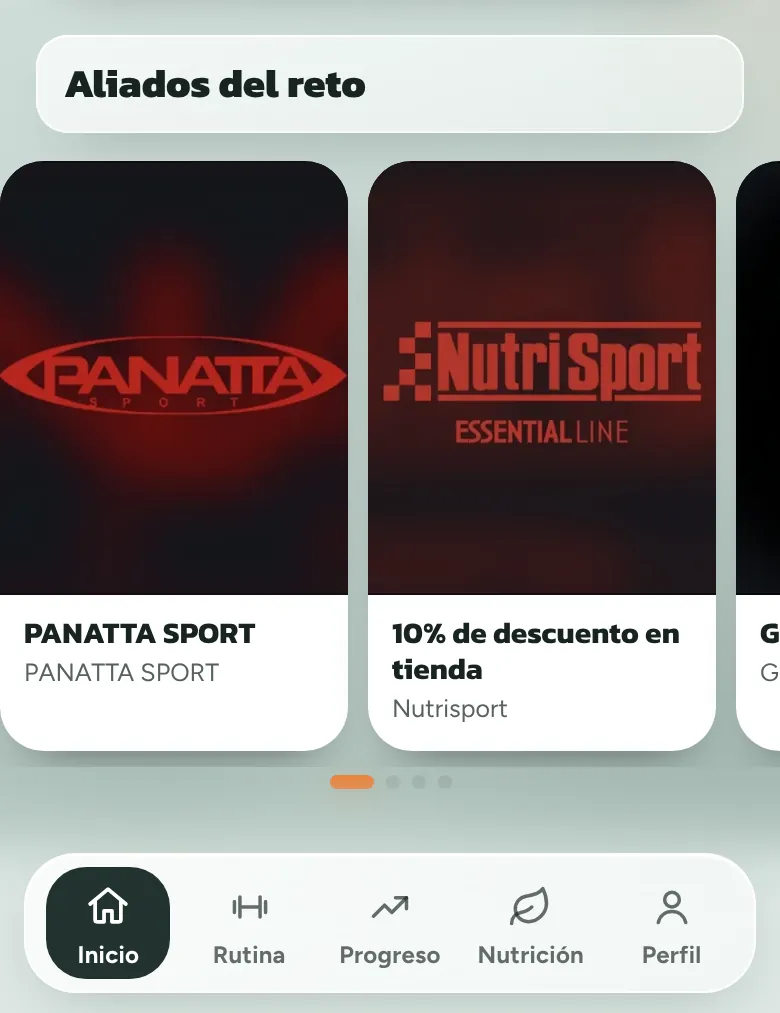 Aliados del reto
PANATTA
SPORT
NutriSport
ESSENTIAL LINE
PANATTA SPORT
PANATTA SPORT
10% de descuento en
tienda
Nutrisport
G
G
Inicio
Rutina
Progreso
Nutrición
Perfil